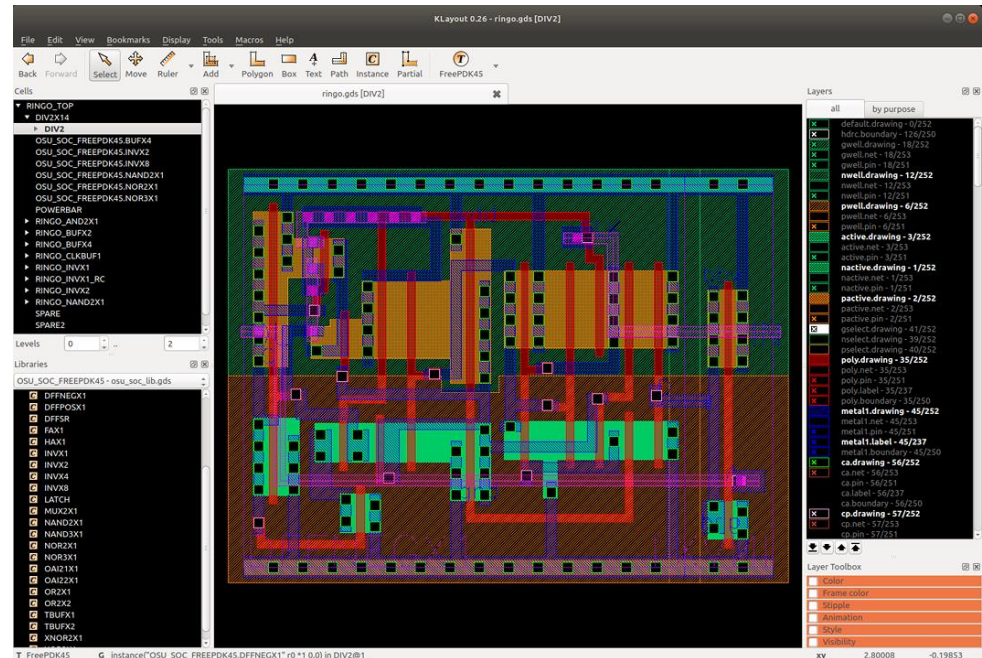 KLayout 0.26 - ringo.gds [DIV2]
File Edit View Bookmarks Display Tools Macros Help
Back Forward Select Move Ruler Add Polygon Box Text Path Instance Partial FreePDK45
Cells
RINGO_TOP
DIV2X14
DIV2
OSU_SOC_FREEPDK45.BUFX4
OSU_SOC_FREEPDK45.INVX2
OSU_SOC_FREEPDK45.INVX8
OSU_SOC_FREEPDK45.NAND2X1
OSU_SOC_FREEPDK45.NOR2X1
OSU_SOC_FREEPDK45.NOR3X1
POWERBAR
RINGO_AND2X1
RINGO_BUFX2
RINGO_BUFX4
RINGO_CLKBUF1
RINGO_INVX1
RINGO_INVX1_RC
RINGO_INVX2
RINGO_NAND2X1
SPARE
SPARE2
Levels 0 .. 2
Libraries
OSU_SOC_FREEPDK45 - osu_soc_lib.gds
DFFNEGX1
DFFPOSX1
DFFSR
FAX1
HAX1
INVX1
INVX2
INVX4
INVX8
LATCH
MUX2X1
NAND2X1
NAND3X1
NOR2X1
NOR3X1
OAI21X1
OAI22X1
OR2X1
OR2X2
TBUFX1
TBUFX2
XNOR2X1
ringo.gds [DIV2]
Layers
all by purpose
default.drawing - 0/252
hdrc.boundary - 126/250
gwell.drawing - 18/252
gwell.net - 18/253
gwell.pin - 18/251
nwell.drawing - 12/252
nwell.net - 12/253
nwell.pin - 12/251
pwell.drawing - 6/252
pwell.net - 6/253
pwell.pin - 6/251
active.drawing - 3/252
active.net - 3/253
active.pin - 3/251
nactive.drawing - 1/252
nactive.net - 1/253
nactive.pin - 1/251
pactive.drawing - 2/252
pactive.net - 2/253
pactive.pin - 2/251
gselect.drawing - 41/252
nselect.drawing - 39/252
pselect.drawing - 40/252
poly.drawing - 35/252
poly.net - 35/253
poly.pin - 35/251
poly.label - 35/237
poly.boundary - 35/250
metal1.drawing - 45/252
metal1.net - 45/253
metal1.pin - 45/251
metal1.label - 45/237
metal1.boundary - 45/250
ca.drawing - 56/252
ca.net - 56/253
ca.pin - 56/251
ca.label - 56/237
ca.boundary - 56/250
cp.drawing - 57/252
cp.net - 57/253
cp.pin - 57/251
Layer Toolbox
Color
Frame color
Stipple
Animation
Style
Visibility
T FreePDK45 G instance("OSU_SOC_FREEPDK45.DFFNEGX1" r0 *1 0,0) in DIV2@1 xy 2.80008 -0.19853